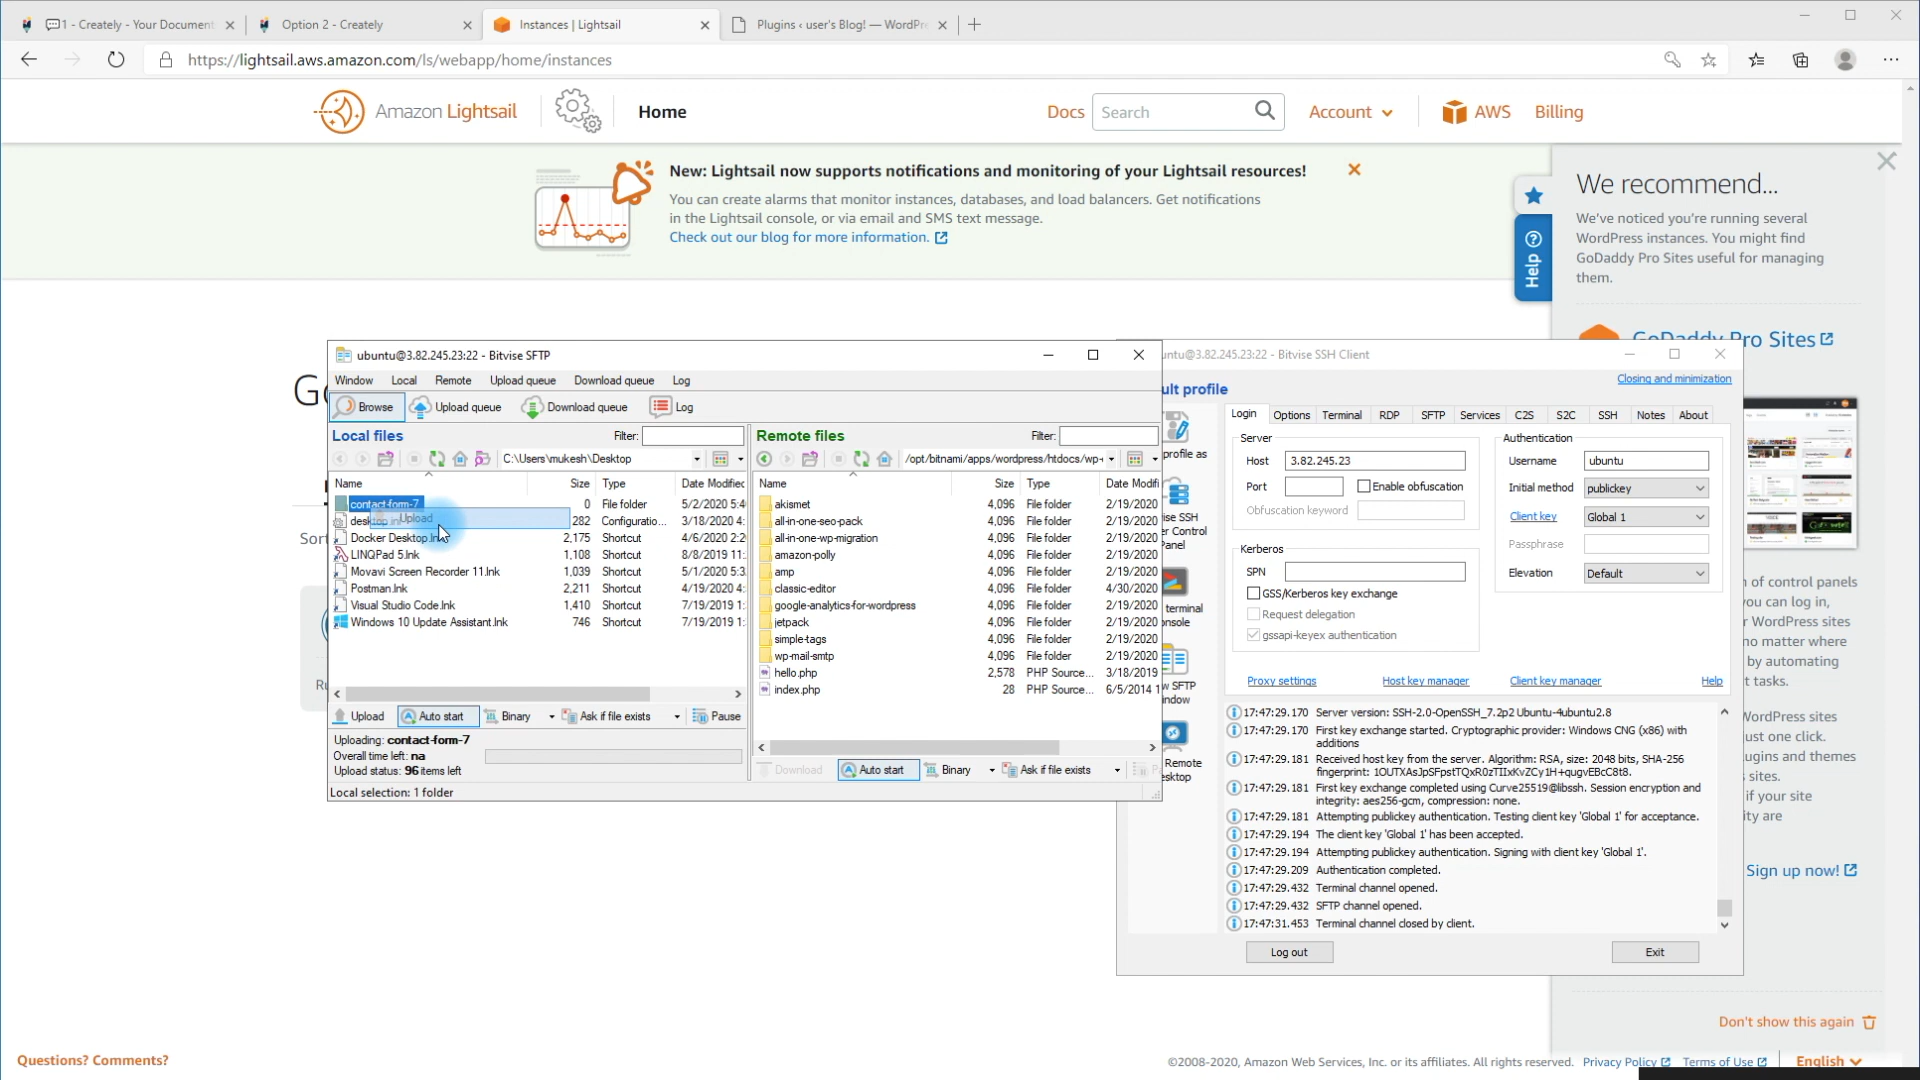 1 - Creately - Your Document
Option 2 - Creately
Instances | Lightsail
Plugins ‹ user's Blog! — WordPre
https://lightsail.aws.amazon.com/ls/webapp/home/instances
Amazon Lightsail
Home
Docs
Search
Account
AWS
Billing
New: Lightsail now supports notifications and monitoring of your Lightsail resources!
You can create alarms that monitor instances, databases, and load balancers. Get notifications
in the Lightsail console, or via email and SMS text message.
Check out our blog for more information.
Help
We recommend...
We've noticed you're running several
WordPress instances. You might find
GoDaddy Pro Sites useful for managing
them.
GoDaddy Pro Sites
Go
Sort
Ru
ubuntu@3.82.245.23:22 - Bitvise SFTP
Window Local Remote Upload queue Download queue Log
Browse Upload queue Download queue Log
Local files Filter:
C:\Users\mukesh\Desktop
Name Size Type Date Modified
contact-form-7 0 File folder 5/2/2020 5:4
Upload
desktop.ini 282 Configuratio... 3/18/2020 4:
Docker Desktop.lnk 2,175 Shortcut 4/6/2020 2:2
LINQPad 5.lnk 1,108 Shortcut 8/8/2019 11:
Movavi Screen Recorder 11.lnk 1,039 Shortcut 5/1/2020 5:3
Postman.lnk 2,211 Shortcut 4/19/2020 4:
Visual Studio Code.lnk 1,410 Shortcut 7/19/2019 1:
Windows 10 Update Assistant.lnk 746 Shortcut 7/19/2019 1:
Upload Auto start Binary Ask if file exists Pause
Uploading: contact-form-7
Overall time left: na
Upload status: 96 items left
Local selection: 1 folder
Remote files Filter:
/opt/bitnami/apps/wordpress/htdocs/wp-
Name Size Type Date Modifi
akismet 4,096 File folder 2/19/2020
all-in-one-seo-pack 4,096 File folder 2/19/2020
all-in-one-wp-migration 4,096 File folder 2/19/2020
amazon-polly 4,096 File folder 2/19/2020
amp 4,096 File folder 2/19/2020
classic-editor 4,096 File folder 4/30/2020
google-analytics-for-wordpress 4,096 File folder 2/19/2020
jetpack 4,096 File folder 2/19/2020
simple-tags 4,096 File folder 2/19/2020
wp-mail-smtp 4,096 File folder 2/19/2020
hello.php 2,578 PHP Source... 3/18/2019
index.php 28 PHP Source... 6/5/2014 1
Download Auto start Binary Ask if file exists Pa
untu@3.82.245.23:22 - Bitvise SSH Client
Closing and minimization
ult profile
profile as
ise SSH
er Control
Panel
terminal
nsole
w SFTP
ndow
Remote
sktop
Login Options Terminal RDP SFTP Services C2S S2C SSH Notes About
Server
Host 3.82.245.23
Port Enable obfuscation
Obfuscation keyword
Kerberos
SPN
GSS/Kerberos key exchange
Request delegation
gssapi-keyex authentication
Authentication
Username ubuntu
Initial method publickey
Client key Global 1
Passphrase
Elevation Default
Proxy settings Host key manager Client key manager Help
17:47:29.170 Server version: SSH-2.0-OpenSSH_7.2p2 Ubuntu-4ubuntu2.8
17:47:29.170 First key exchange started. Cryptographic provider: Windows CNG (x86) with
additions
17:47:29.181 Received host key from the server. Algorithm: RSA, size: 2048 bits, SHA-256
fingerprint: 1OUTXAsJpSFpstTQxR0zTIIxKvZCy1H+qugvEBcC8t8.
17:47:29.181 First key exchange completed using Curve25519@libssh. Session encryption and
integrity: aes256-gcm, compression: none.
17:47:29.181 Attempting publickey authentication. Testing client key 'Global 1' for acceptance.
17:47:29.194 The client key 'Global 1' has been accepted.
17:47:29.194 Attempting publickey authentication. Signing with client key 'Global 1'.
17:47:29.209 Authentication completed.
17:47:29.432 Terminal channel opened.
17:47:29.432 SFTP channel opened.
17:47:31.453 Terminal channel closed by client.
Log out
Exit
n of control panels
you can log in,
r WordPress sites
no matter where
by automating
t tasks.
WordPress sites
ust one click.
lugins and themes
s sites.
if your site
ity are
Sign up now!
Don't show this again
Questions? Comments?
©2008-2020, Amazon Web Services, Inc. or its affiliates. All rights reserved.
Privacy Policy
Terms of Use
English